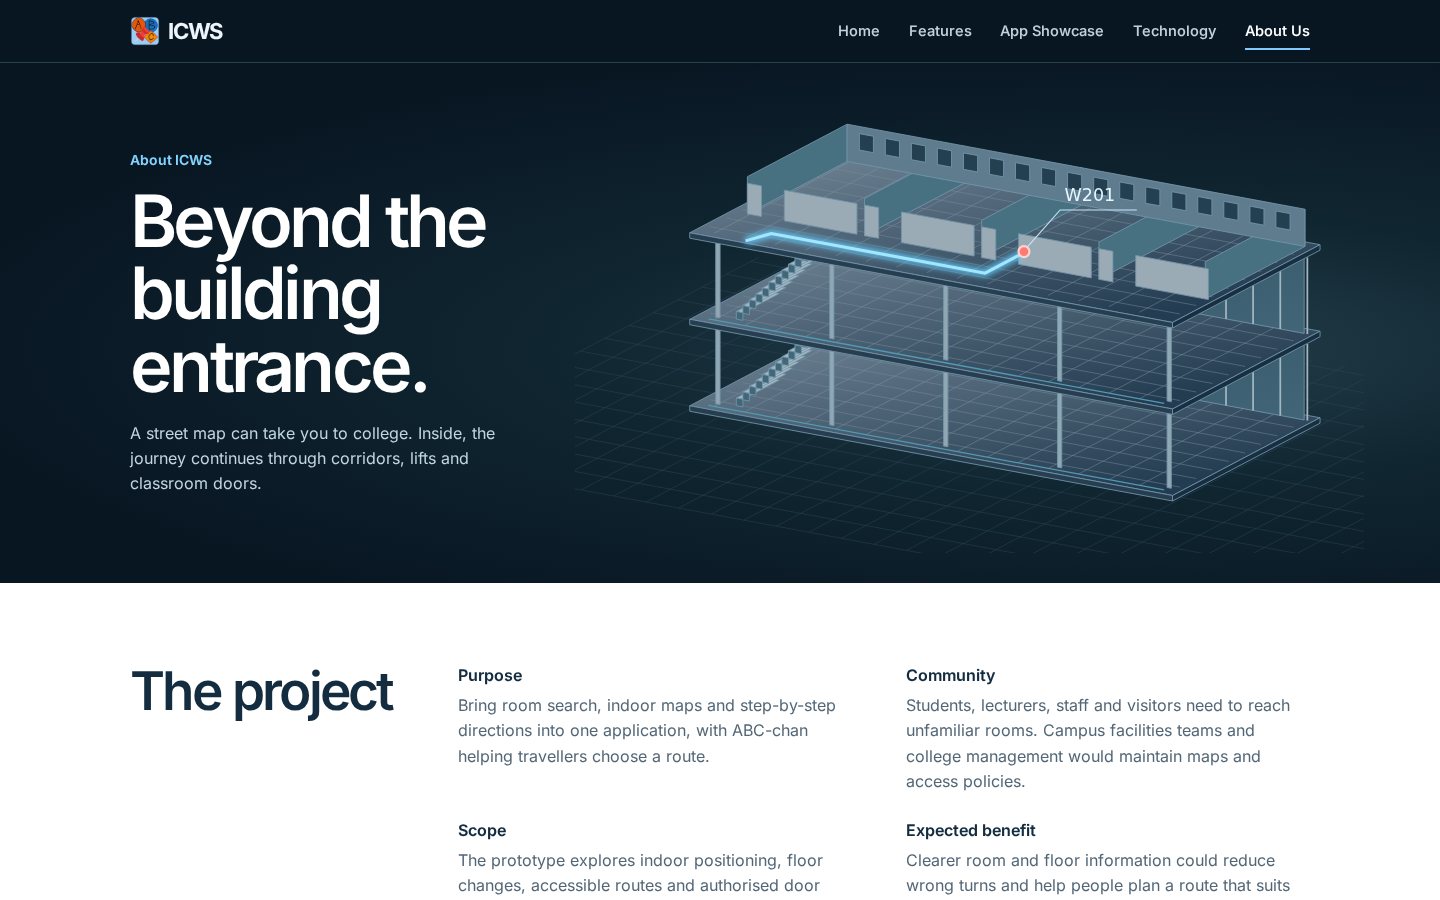 ABC ICWS
Home
Features
App Showcase
Technology
About Us
About ICWS
Beyond the
building
entrance.
A street map can take you to college. Inside, the
journey continues through corridors, lifts and
classroom doors.
W201
The project
Purpose
Bring room search, indoor maps and step-by-step
directions into one application, with ABC-chan
helping travellers choose a route.
Community
Students, lecturers, staff and visitors need to reach
unfamiliar rooms. Campus facilities teams and
college management would maintain maps and
access policies.
Scope
The prototype explores indoor positioning, floor
changes, accessible routes and authorised door
Expected benefit
Clearer room and floor information could reduce
wrong turns and help people plan a route that suits